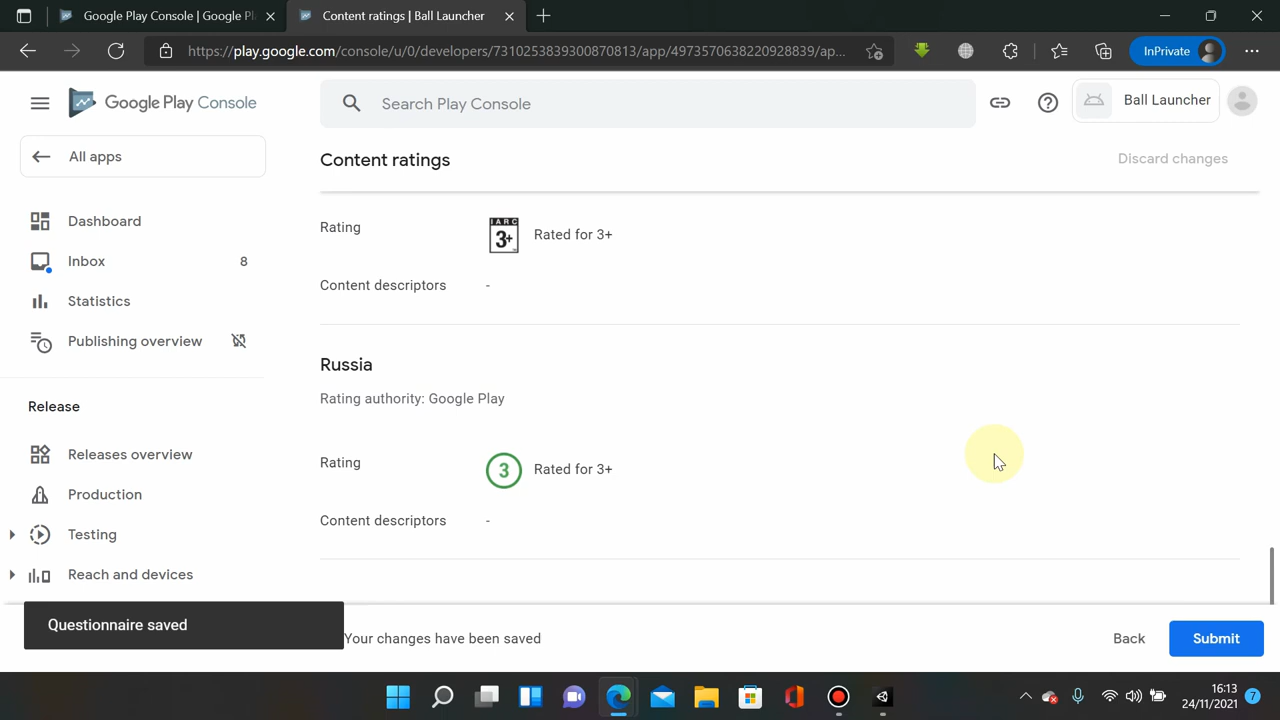 Google Play Console | Google Pl
Content ratings | Ball Launcher
https://play.google.com/console/u/0/developers/7310253839300870813/app/4973570638220928839/ap...
InPrivate
Google Play Console
Search Play Console
Ball Launcher
All apps
Content ratings
Discard changes
Dashboard
Inbox
8
Statistics
Publishing overview
Release
Releases overview
Production
Testing
Reach and devices
Rating
IARC
3+
Rated for 3+
Content descriptors
-
Russia
Rating authority: Google Play
Rating
3
Rated for 3+
Content descriptors
-
Questionnaire saved
Your changes have been saved
Back
Submit
16:13
24/11/2021
7